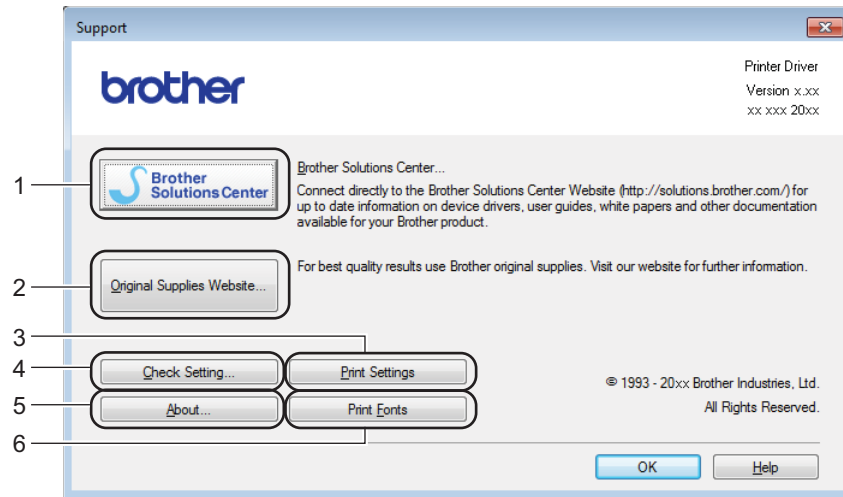 Support
brother
Printer Driver
Version x.xx
xx xxx 20xx
1
Brother
Solutions Center
Brother Solutions Center...
Connect directly to the Brother Solutions Center Website (http://solutions.brother.com/) for
up to date information on device drivers, user guides, white papers and other documentation
available for your Brother product.
2
Original Supplies Website...
For best quality results use Brother original supplies. Visit our website for further information.
3
4
Check Setting...
Print Settings
© 1993 - 20xx Brother Industries, Ltd.
5
About...
Print Fonts
All Rights Reserved.
6
OK
Help